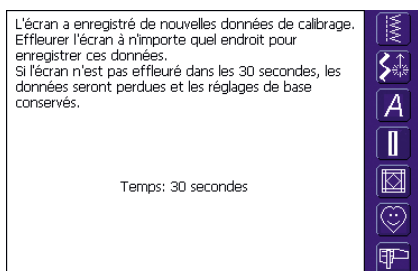 L'écran a enregistré de nouvelles données de calibrage.
Effleurer l'écran à n'importe quel endroit pour
enregistrer ces données.
Si l'écran n'est pas effleuré dans les 30 secondes, les
données seront perdues et les réglages de base
conservés.
Temps: 30 secondes
A